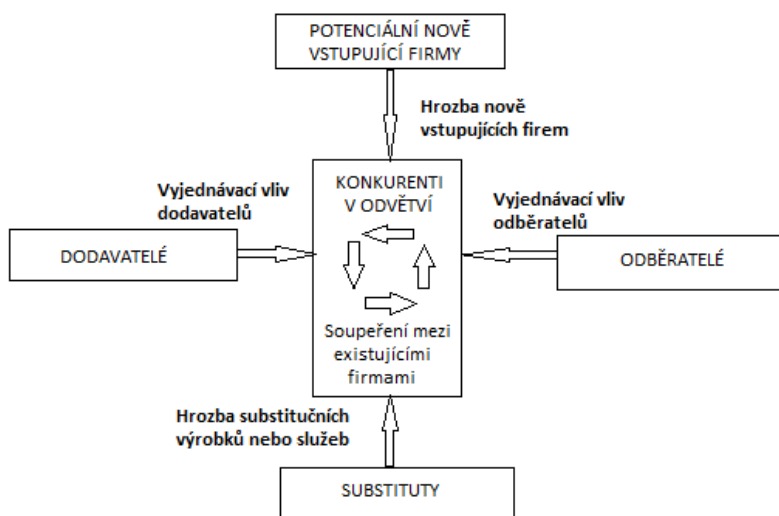 POTENCIÁLNÍ NOVĚ
VSTUPUJÍCÍ FIRMY
Hrozba nově
vstupujících firem
Vyjednávací vliv
dodavatelů
DODAVATELÉ
KONKURENTI
V ODVĚTVÍ
Soupeření mezi
existujícími
firmami
Vyjednávací vliv
odběratelů
ODBĚRATELÉ
Hrozba substitučních
výrobků nebo služeb
SUBSTITUTY